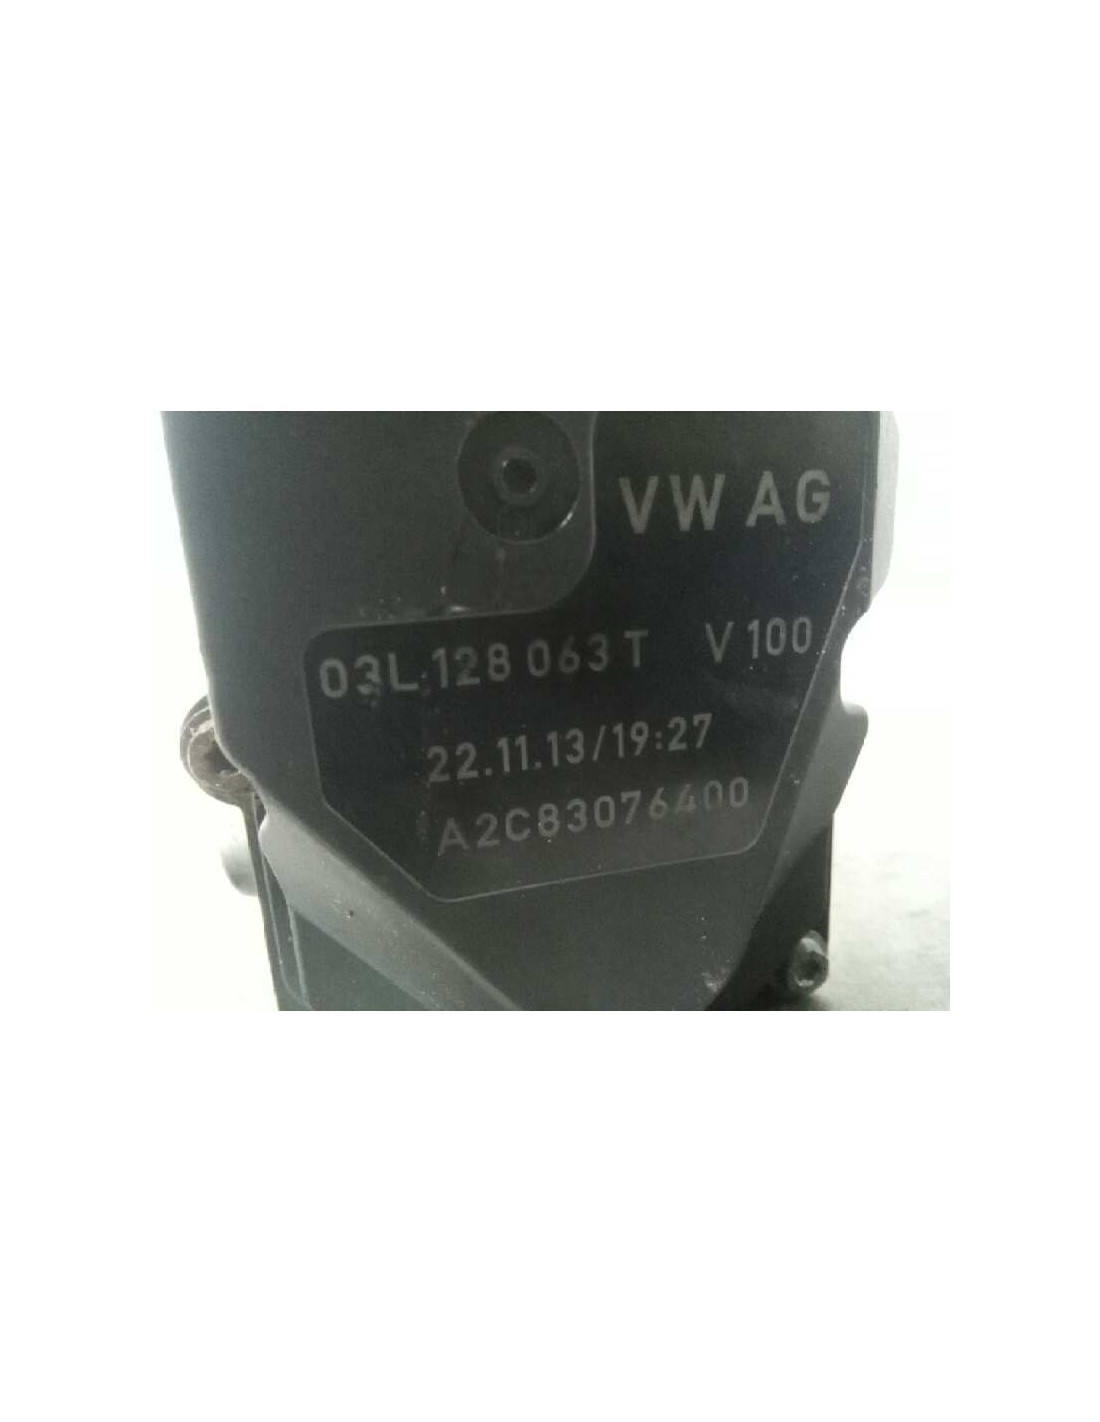 VW AG
03L 128 063 T V 100
22.11.13/19:27
A2C83076400